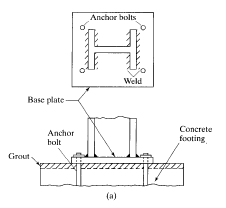 Anchor bolts
Weld
Base plate
Anchor
bolt
Concrete
footing
Grout
(a)